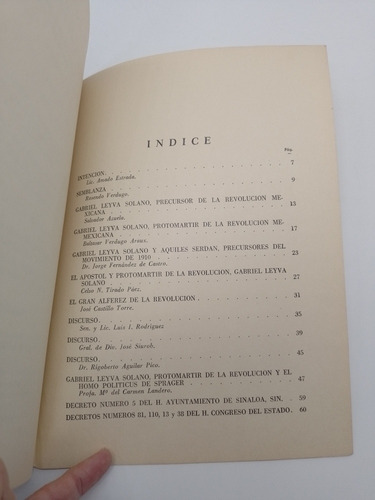 INDICE
Pág.
INTENCION . . . . . . . . . . . . . 7
Lic. Amado Estrada.
SEMBLANZA . . . . . . . . . . . . . 9
Rosendo Verdugo.
GABRIEL LEYVA SOLANO, PRECURSOR DE LA REVOLUCION ME-
XICANA . . . . . . . . . . . . . 15
Salvador Azuela.
GABRIEL LEYVA SOLANO, PROTOMARTIR DE LA REVOLUCION ME-
MEXICANA . . . . . . . . . . . . . 17
Baltazar Verdugo Araux.
GABRIEL LEYVA SOLANO Y AQUILES SERDAN, PRECURSORES DEL
MOVIMIENTO DE 1910 . . . . . . . . . . 23
Dr. Jorge Fernández de Castro.
EL APOSTOL Y PROTOMARTIR DE LA REVOLUCION, GABRIEL LEYVA
SOLANO . . . . . . . . . . . . . 27
Celso N. Tirado Páez.
EL GRAN ALFEREZ DE LA REVOLUCION . . . . . . 31
José Castillo Torre.
DISCURSO . . . . . . . . . . . . . 35
Sen. y Lic. Luis I. Rodríguez
DISCURSO . . . . . . . . . . . . . 39
Gral. de Div. José Siurob.
DISCURSO . . . . . . . . . . . . . 45
Dr. Rigoberto Aguilar Pico.
GABRIEL LEYVA SOLANO, PROTOMARTIR DE LA REVOLUCION Y EL
HOMO POLITICUS DE SPRAGER . . . . . . . . 47
Profa. Mª del Carmen Landero.
DECRETO NUMERO 5 DEL H. AYUNTAMIENTO DE SINALOA, SIN. . 59
DECRETOS NUMEROS 81, 110, 13 y 38 DEL H. CONGRESO DEL ESTADO. 60